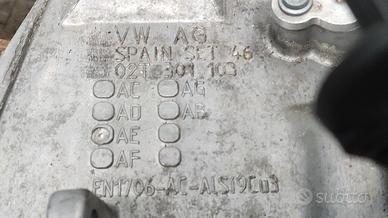 VW AG
SPAIN SET 46
02T 301 103
AC AG
AD AB
AE
AF
EN1706-AC-AlSi9Cu3
subito